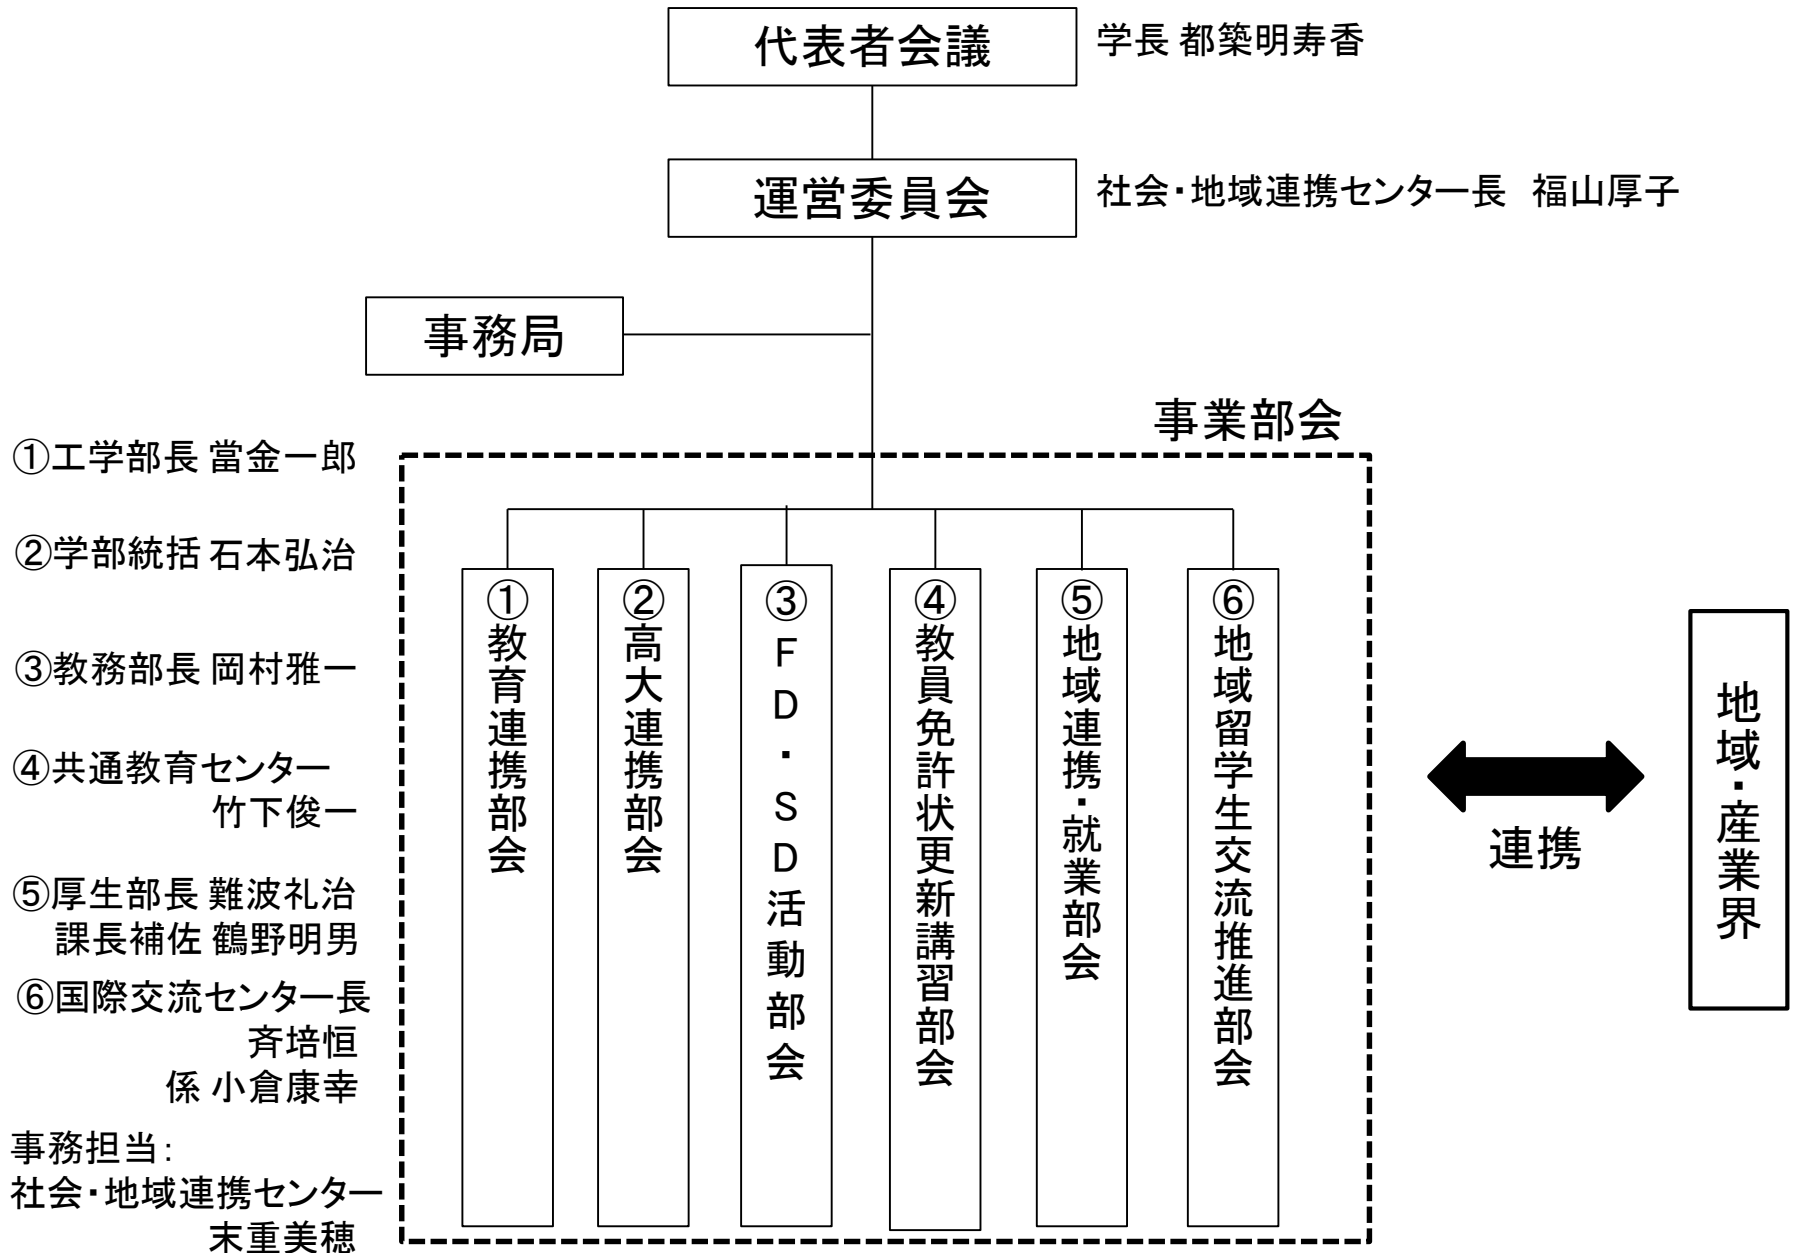 代表者会議
学長 都築明寿香
運営委員会
社会・地域連携センター長　福山厚子
事務局
事業部会
①工学部長 當金一郎
②学部統括 石本弘治
③教務部長 岡村雅一
④共通教育センター
竹下俊一
⑤厚生部長 難波礼治
課長補佐 鶴野明男
⑥国際交流センター長
斉培恒
係 小倉康幸
事務担当：
社会・地域連携センター
末重美穂
①教育連携部会
②高大連携部会
③FD・SD活動部会
④教員免許状更新講習部会
⑤地域連携・就業部会
⑥地域留学生交流推進部会
連携
地域・産業界